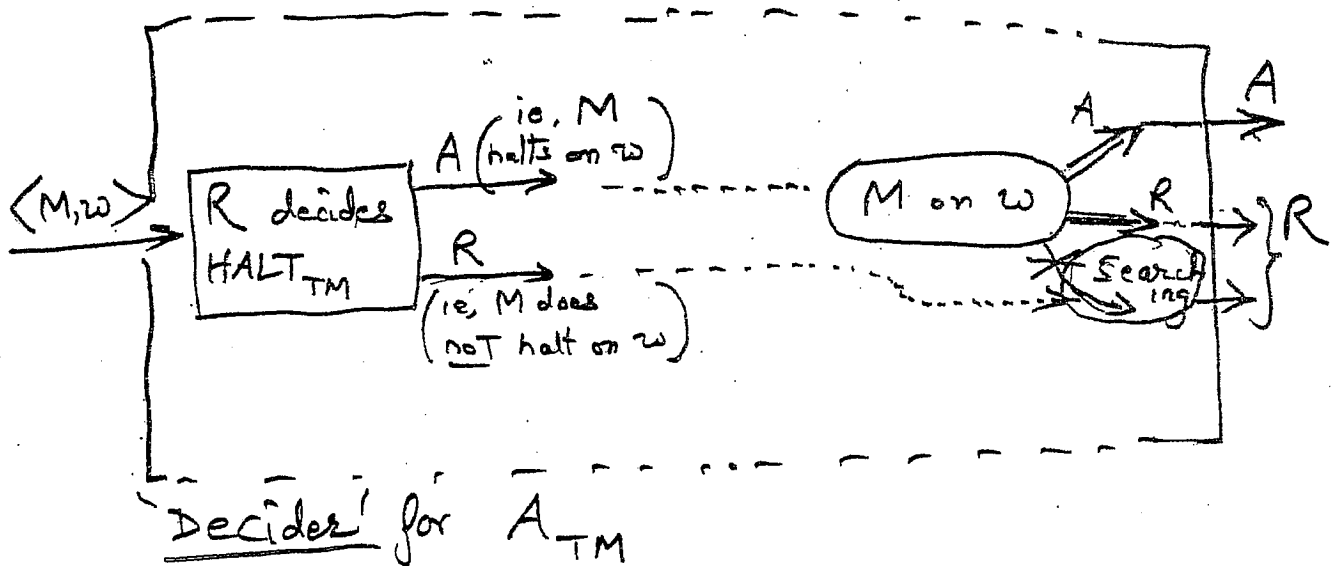 A
ie, M
A (halts on w)
A
<M,w>
R decides
HALT_TM
M on w
R
} R
R
(ie, M does
noT halt on w)
Search
ing
'Decider' for A_TM